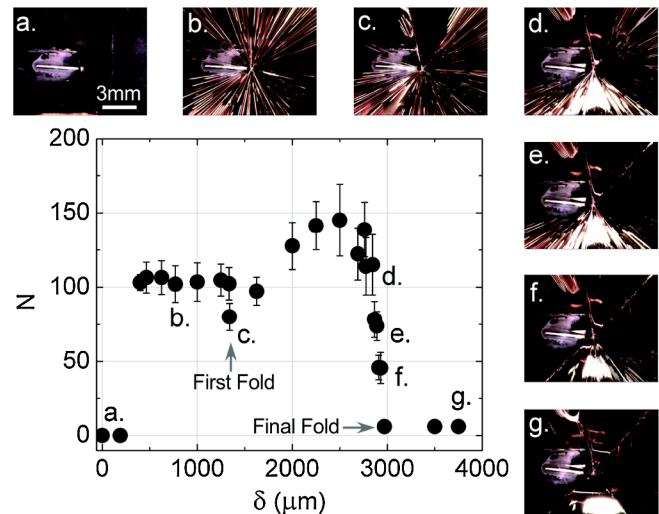 a.
b.
c.
d.
3mm
200
150
100
50
0
N
a.
b.
c.
First Fold
d.
e.
f.
g.
Final Fold
0
1000
2000
3000
4000
δ (μm)
e.
f.
g.